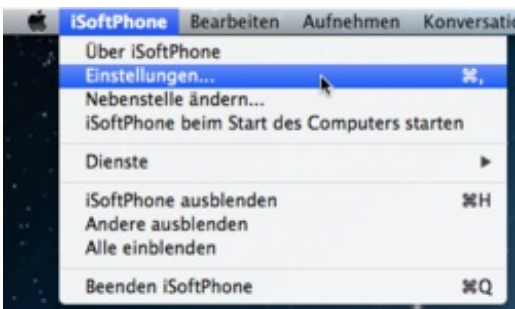 iSoftPhone Bearbeiten Aufnehmen Konversati
Über iSoftPhone
Einstellungen... ⌘,
Nebenstelle ändern...
iSoftPhone beim Start des Computers starten
Dienste
iSoftPhone ausblenden ⌘H
Andere ausblenden
Alle einblenden
Beenden iSoftPhone ⌘Q